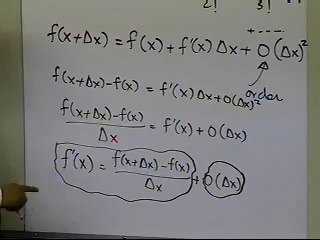 2! 3!
+ ....
f(x+Δx) = f(x) + f'(x) Δx + O(Δx)²
order
f(x+Δx) - f(x) = f'(x) Δx + O(Δx)²
f(x+Δx) - f(x) / Δx = f'(x) + O(Δx)
f'(x) = f(x+Δx) - f(x) / Δx + O(Δx)